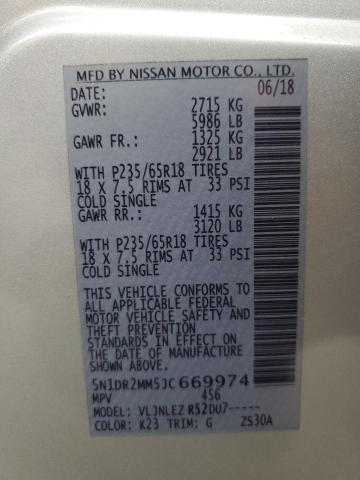 MFD BY NISSAN MOTOR CO., LTD.
DATE: 06/18
GVWR: 2715 KG
5986 LB
GAWR FR.: 1325 KG
2921 LB
WITH P235/65R18 TIRES
18 X 7.5 RIMS AT 33 PSI
COLD SINGLE
GAWR RR.: 1415 KG
3120 LB
WITH P235/65R18 TIRES
18 X 7.5 RIMS AT 33 PSI
COLD SINGLE
THIS VEHICLE CONFORMS TO
ALL APPLICABLE FEDERAL
MOTOR VEHICLE SAFETY AND
THEFT PREVENTION
STANDARDS IN EFFECT ON
THE DATE OF MANUFACTURE
SHOWN ABOVE.
5N1DR2MM5JC669974
MPV 456
MODEL: VLJNLEZ R52DU7-----
COLOR: K23 TRIM: G ZS30A